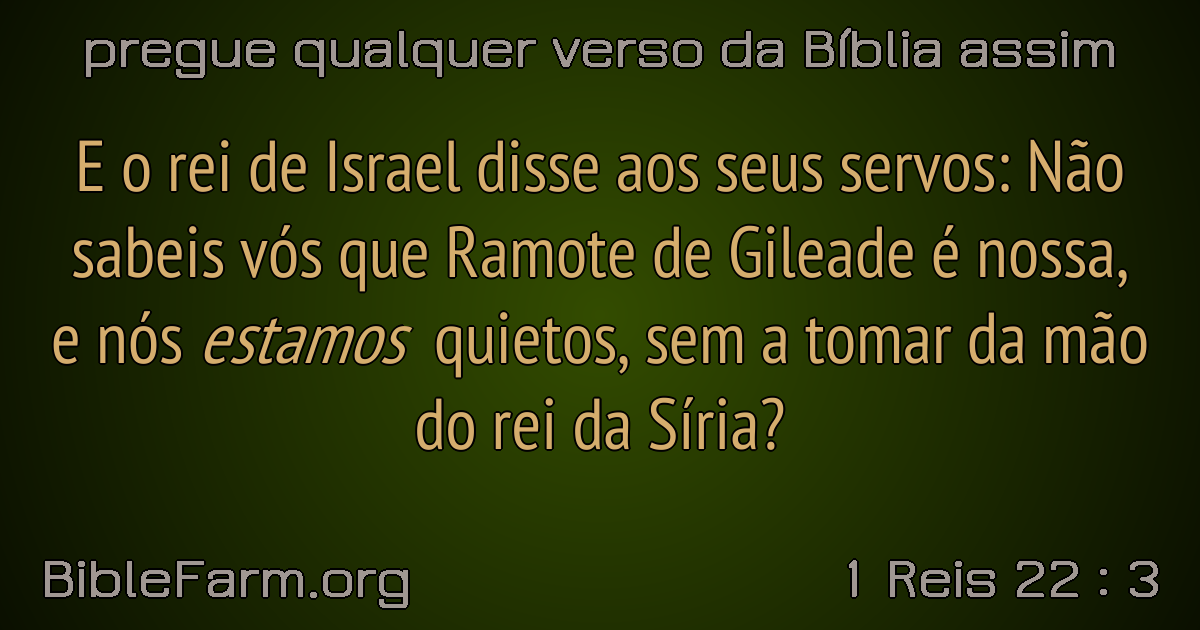 pregue qualquer verso da Bíblia assim
E o rei de Israel disse aos seus servos: Não
sabeis vós que Ramote de Gileade é nossa,
e nós estamos quietos, sem a tomar da mão
do rei da Síria?
BibleFarm.org
1 Reis 22 : 3